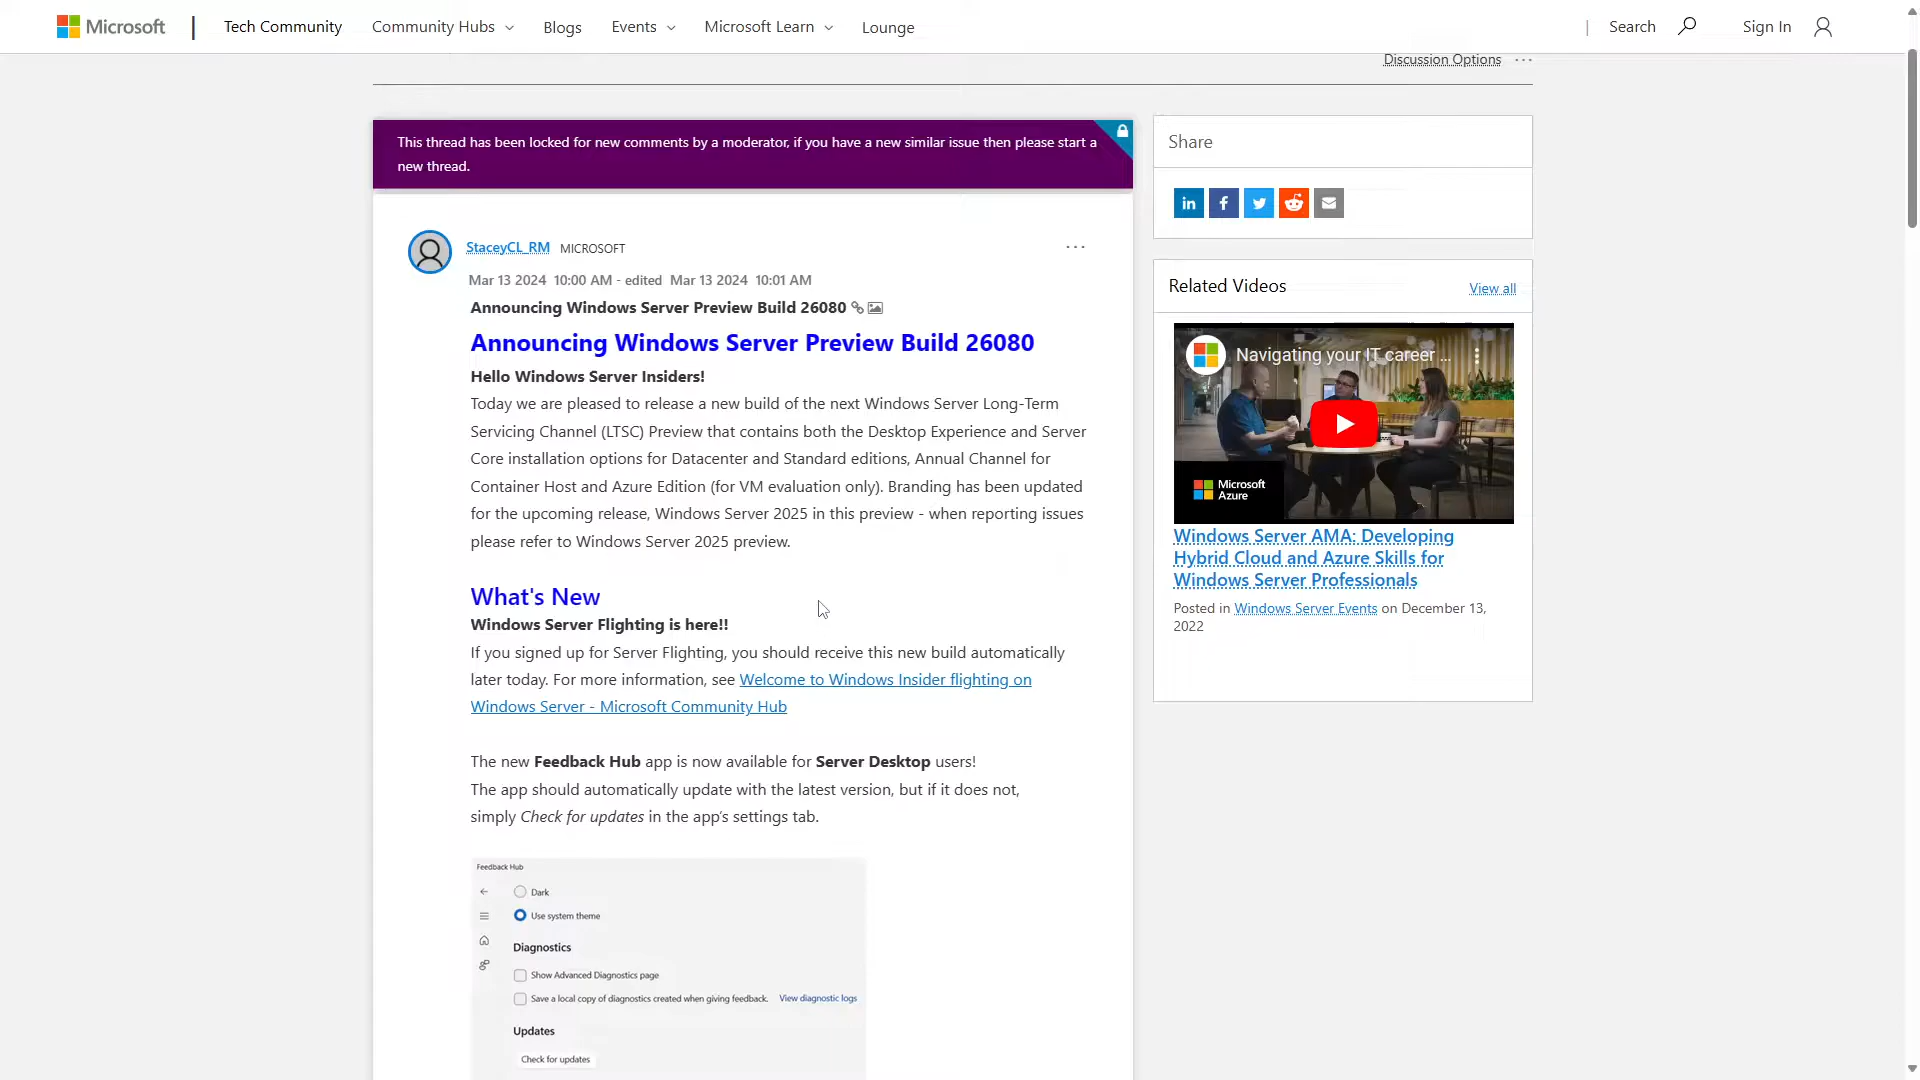 Microsoft | Tech Community Community Hubs Blogs Events Microsoft Learn Lounge | Search Sign In
Discussion Options
This thread has been locked for new comments by a moderator, if you have a new similar issue then please start a
new thread.
StaceyCL_RM MICROSOFT
Mar 13 2024 10:00 AM - edited Mar 13 2024 10:01 AM
Announcing Windows Server Preview Build 26080
Announcing Windows Server Preview Build 26080
Hello Windows Server Insiders!
Today we are pleased to release a new build of the next Windows Server Long-Term
Servicing Channel (LTSC) Preview that contains both the Desktop Experience and Server
Core installation options for Datacenter and Standard editions, Annual Channel for
Container Host and Azure Edition (for VM evaluation only). Branding has been updated
for the upcoming release, Windows Server 2025 in this preview - when reporting issues
please refer to Windows Server 2025 preview.
What's New
Windows Server Flighting is here!!
If you signed up for Server Flighting, you should receive this new build automatically
later today. For more information, see Welcome to Windows Insider flighting on
Windows Server - Microsoft Community Hub
The new Feedback Hub app is now available for Server Desktop users!
The app should automatically update with the latest version, but if it does not,
simply Check for updates in the app's settings tab.
Feedback Hub
Dark
Use system theme
Diagnostics
Show Advanced Diagnostics page
Save a local copy of diagnostics created when giving feedback. View diagnostic logs
Updates
Check for updates
Share
in
Related Videos View all
Navigating your IT career ...
Microsoft
Azure
Windows Server AMA: Developing
Hybrid Cloud and Azure Skills for
Windows Server Professionals
Posted in Windows Server Events on December 13,
2022